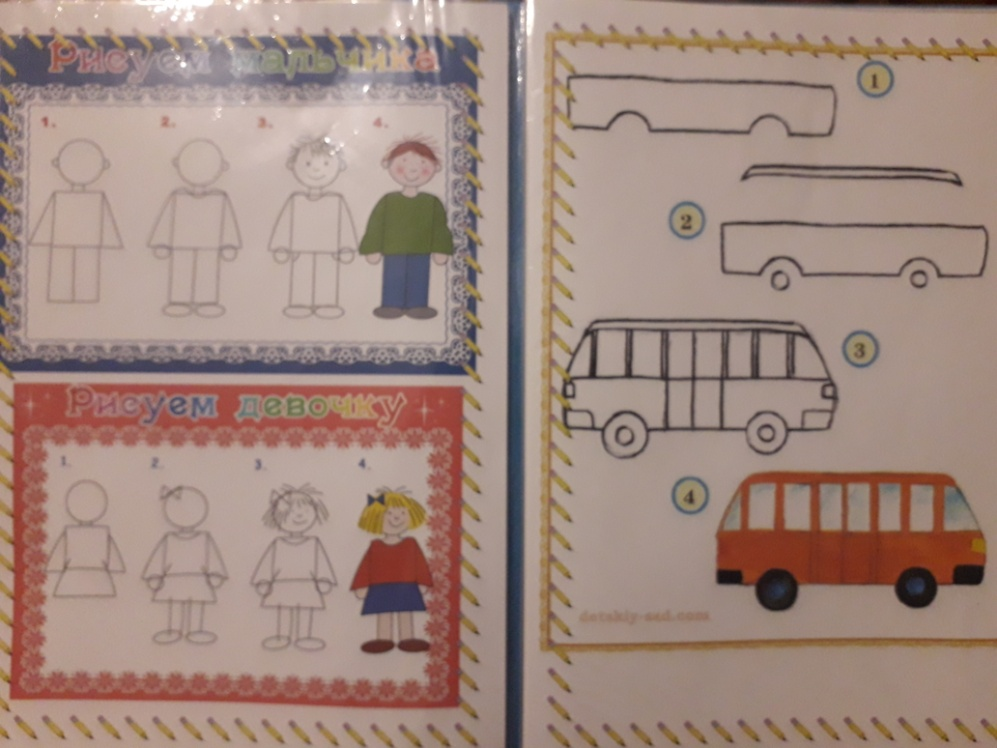 Рисуем мальчика
1. 2. 3. 4.
Рисуем девочку
1. 2. 3. 4.
1
2
3
4
detskiy-sad.com